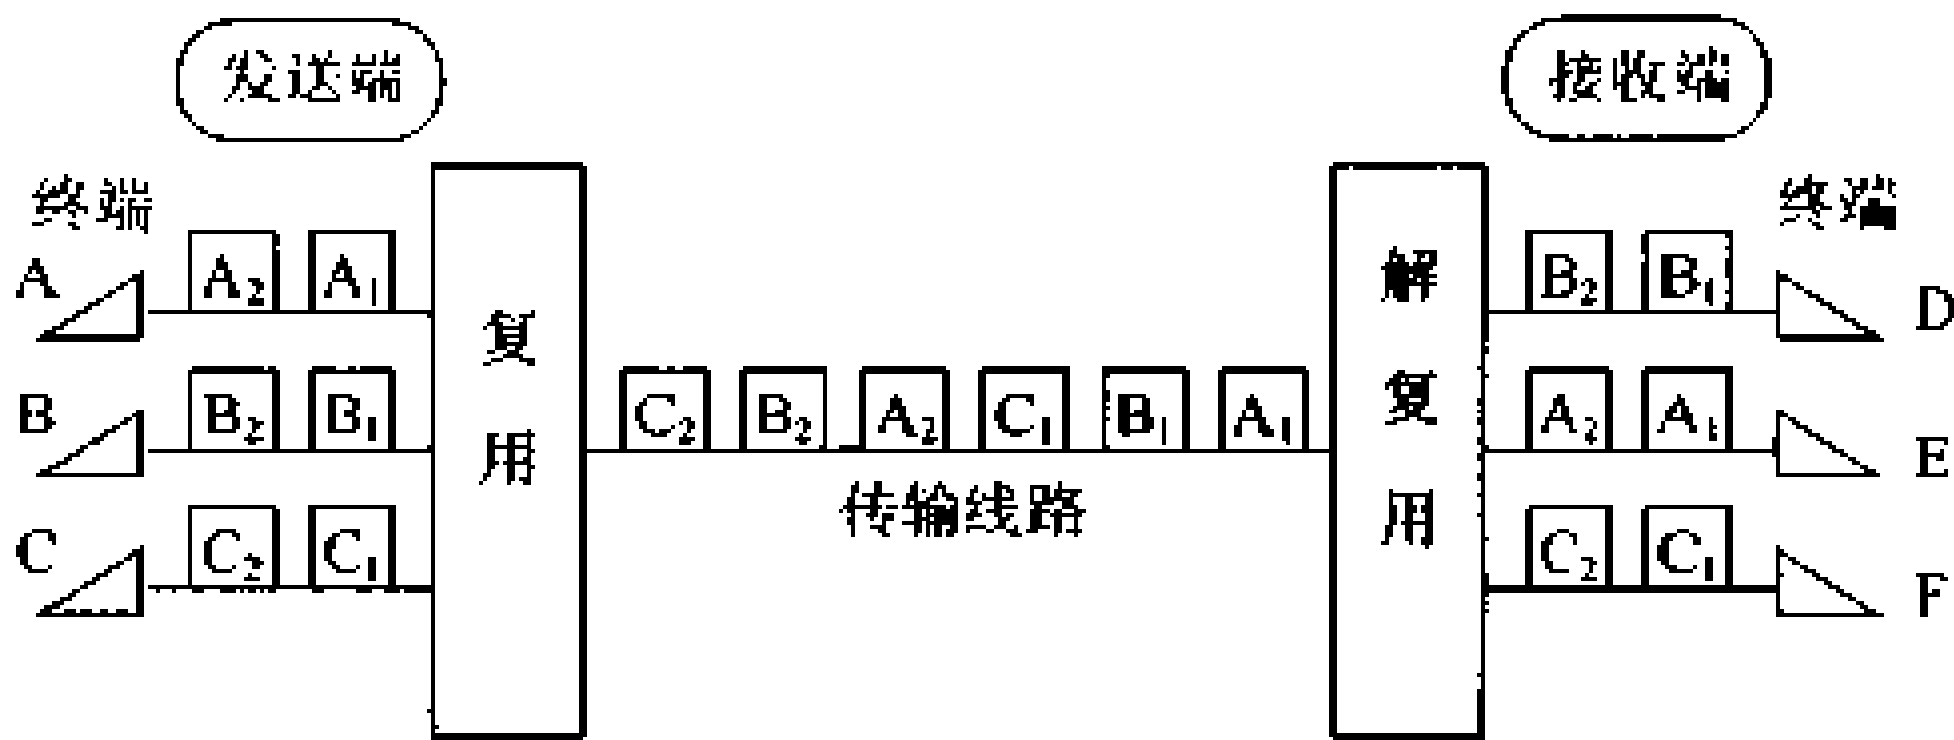 发送端
接收端
终端
终端
A
A₂ A₁
B₂ B₁
D
复用
解复用
B
B₂ B₁
C₂ B₂ A₂ C₁ B₁ A₁
A₂ A₁
E
传输线路
C
C₂ C₁
C₂ C₁
F